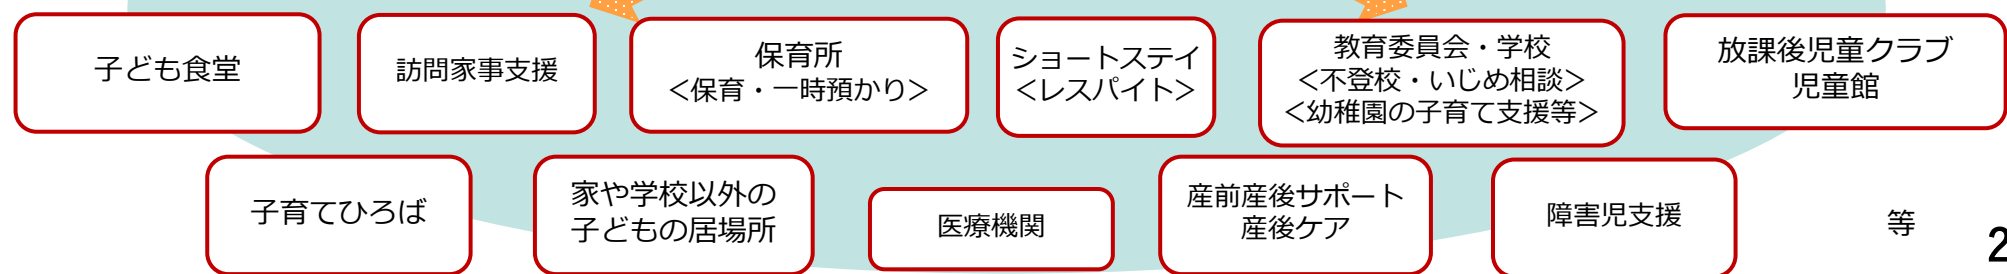 子ども食堂
訪問家事支援
保育所
<保育・一時預かり>
ショートステイ
<レスパイト>
教育委員会・学校
<不登校・いじめ相談>
<幼稚園の子育て支援等>
放課後児童クラブ
児童館
子育てひろば
家や学校以外の
子どもの居場所
医療機関
産前産後サポート
産後ケア
障害児支援
等
2